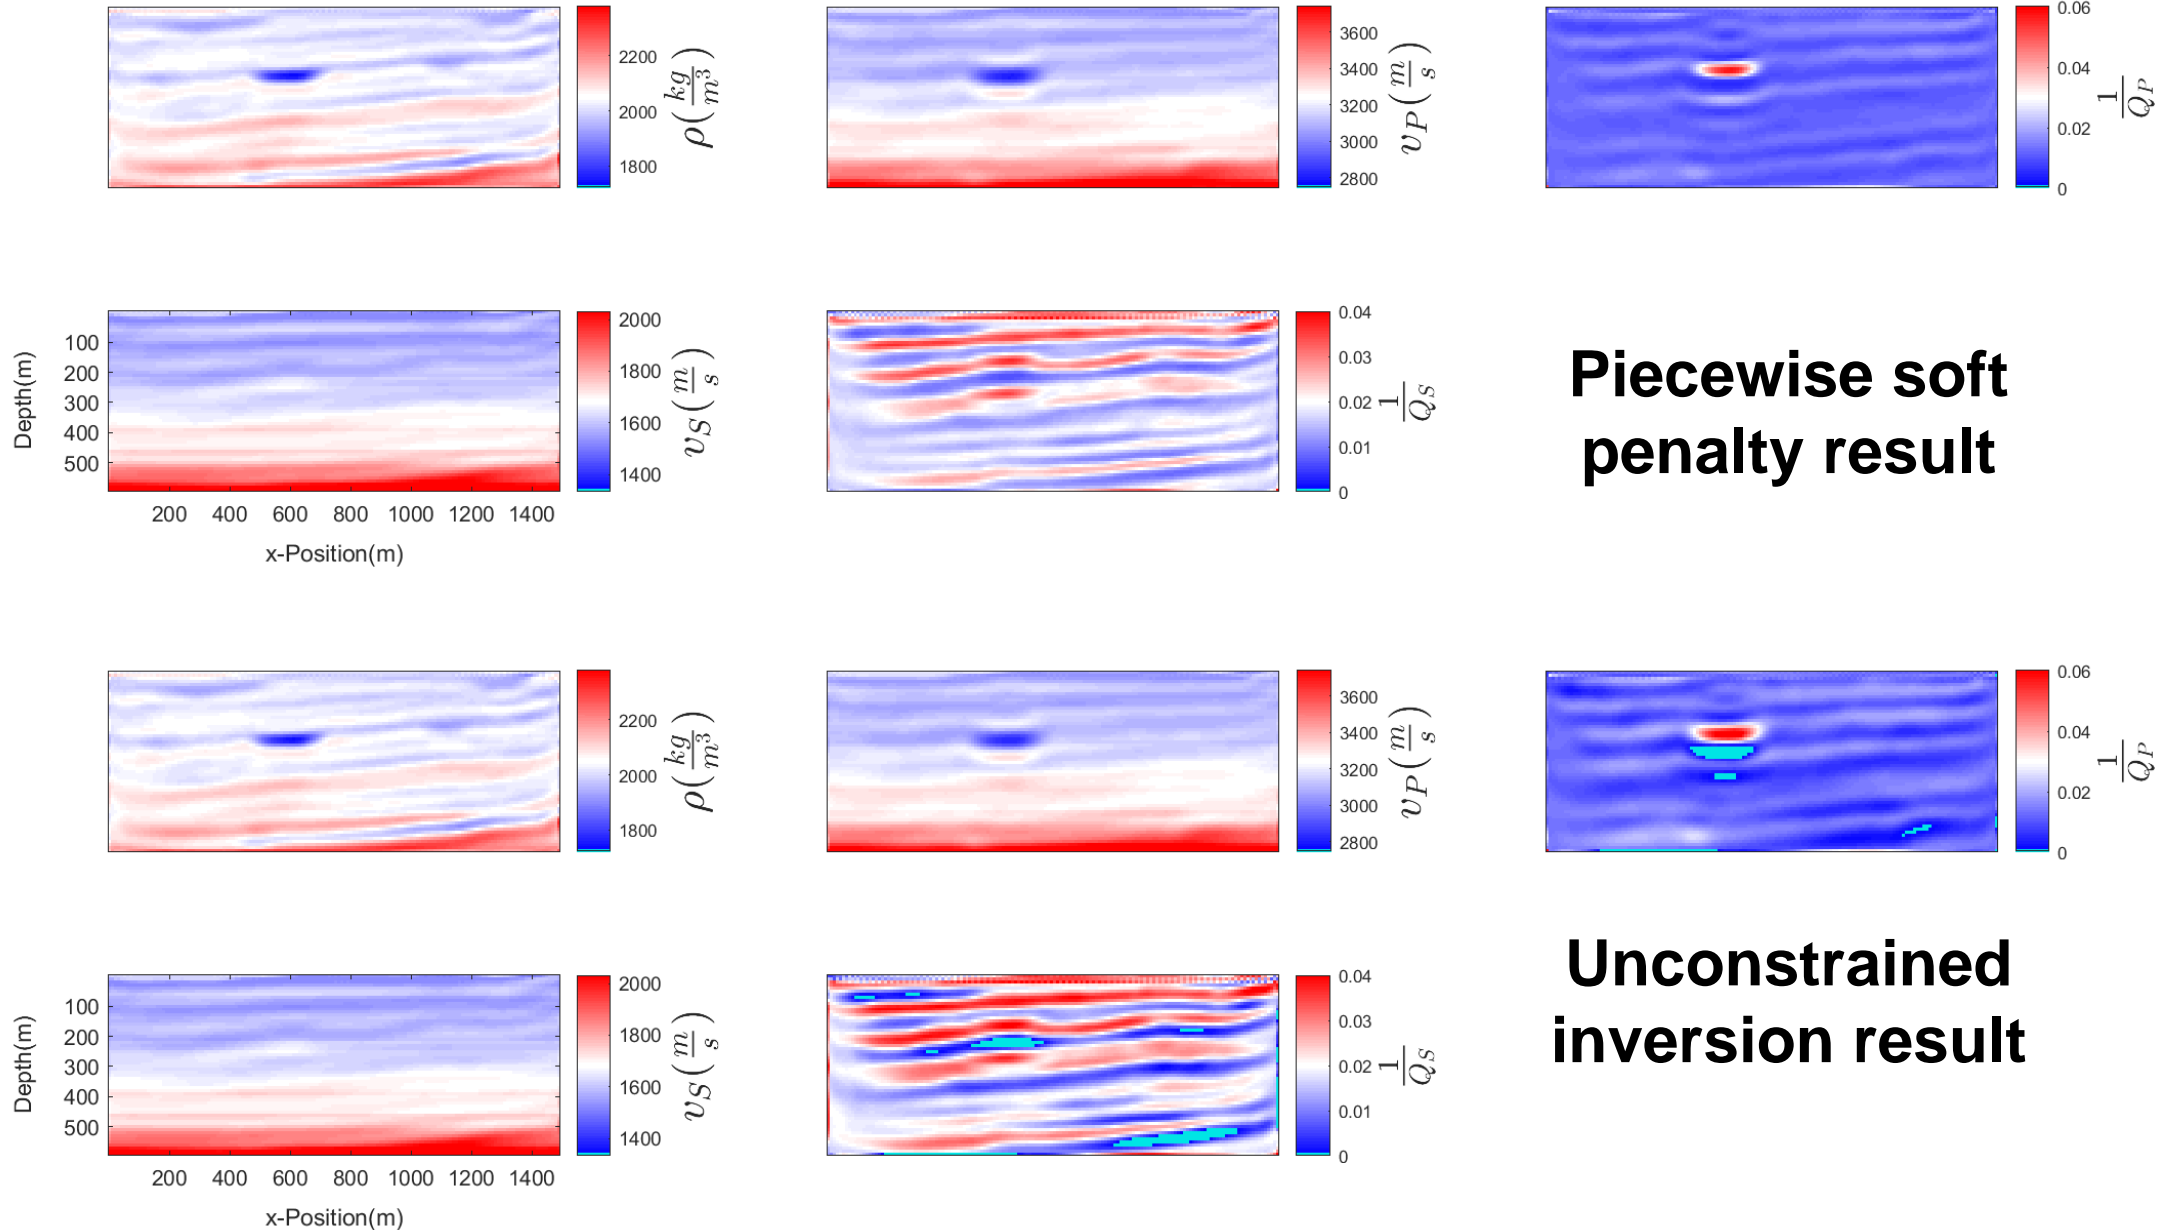 2200
2000
1800
ρ(kg/m³)
3600
3400
3200
3000
2800
v_P(m/s)
0.06
0.04
0.02
0
1/Q_P
Depth(m)
100
200
300
400
500
200 400 600 800 1000 1200 1400
x-Position(m)
2000
1800
1600
1400
v_S(m/s)
0.04
0.03
0.02
0.01
0
1/Q_S
Piecewise soft
penalty result
2200
2000
1800
ρ(kg/m³)
3600
3400
3200
3000
2800
v_P(m/s)
0.06
0.04
0.02
0
1/Q_P
Depth(m)
100
200
300
400
500
200 400 600 800 1000 1200 1400
x-Position(m)
2000
1800
1600
1400
v_S(m/s)
0.04
0.03
0.02
0.01
0
1/Q_S
Unconstrained
inversion result